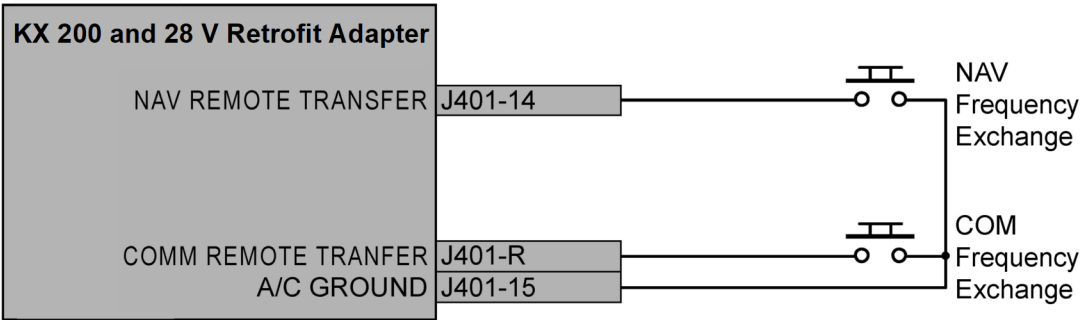 KX 200 and 28 V Retrofit Adapter
NAV REMOTE TRANSFER J401-14
NAV
Frequency
Exchange
COMM REMOTE TRANFER J401-R
A/C GROUND J401-15
COM
Frequency
Exchange